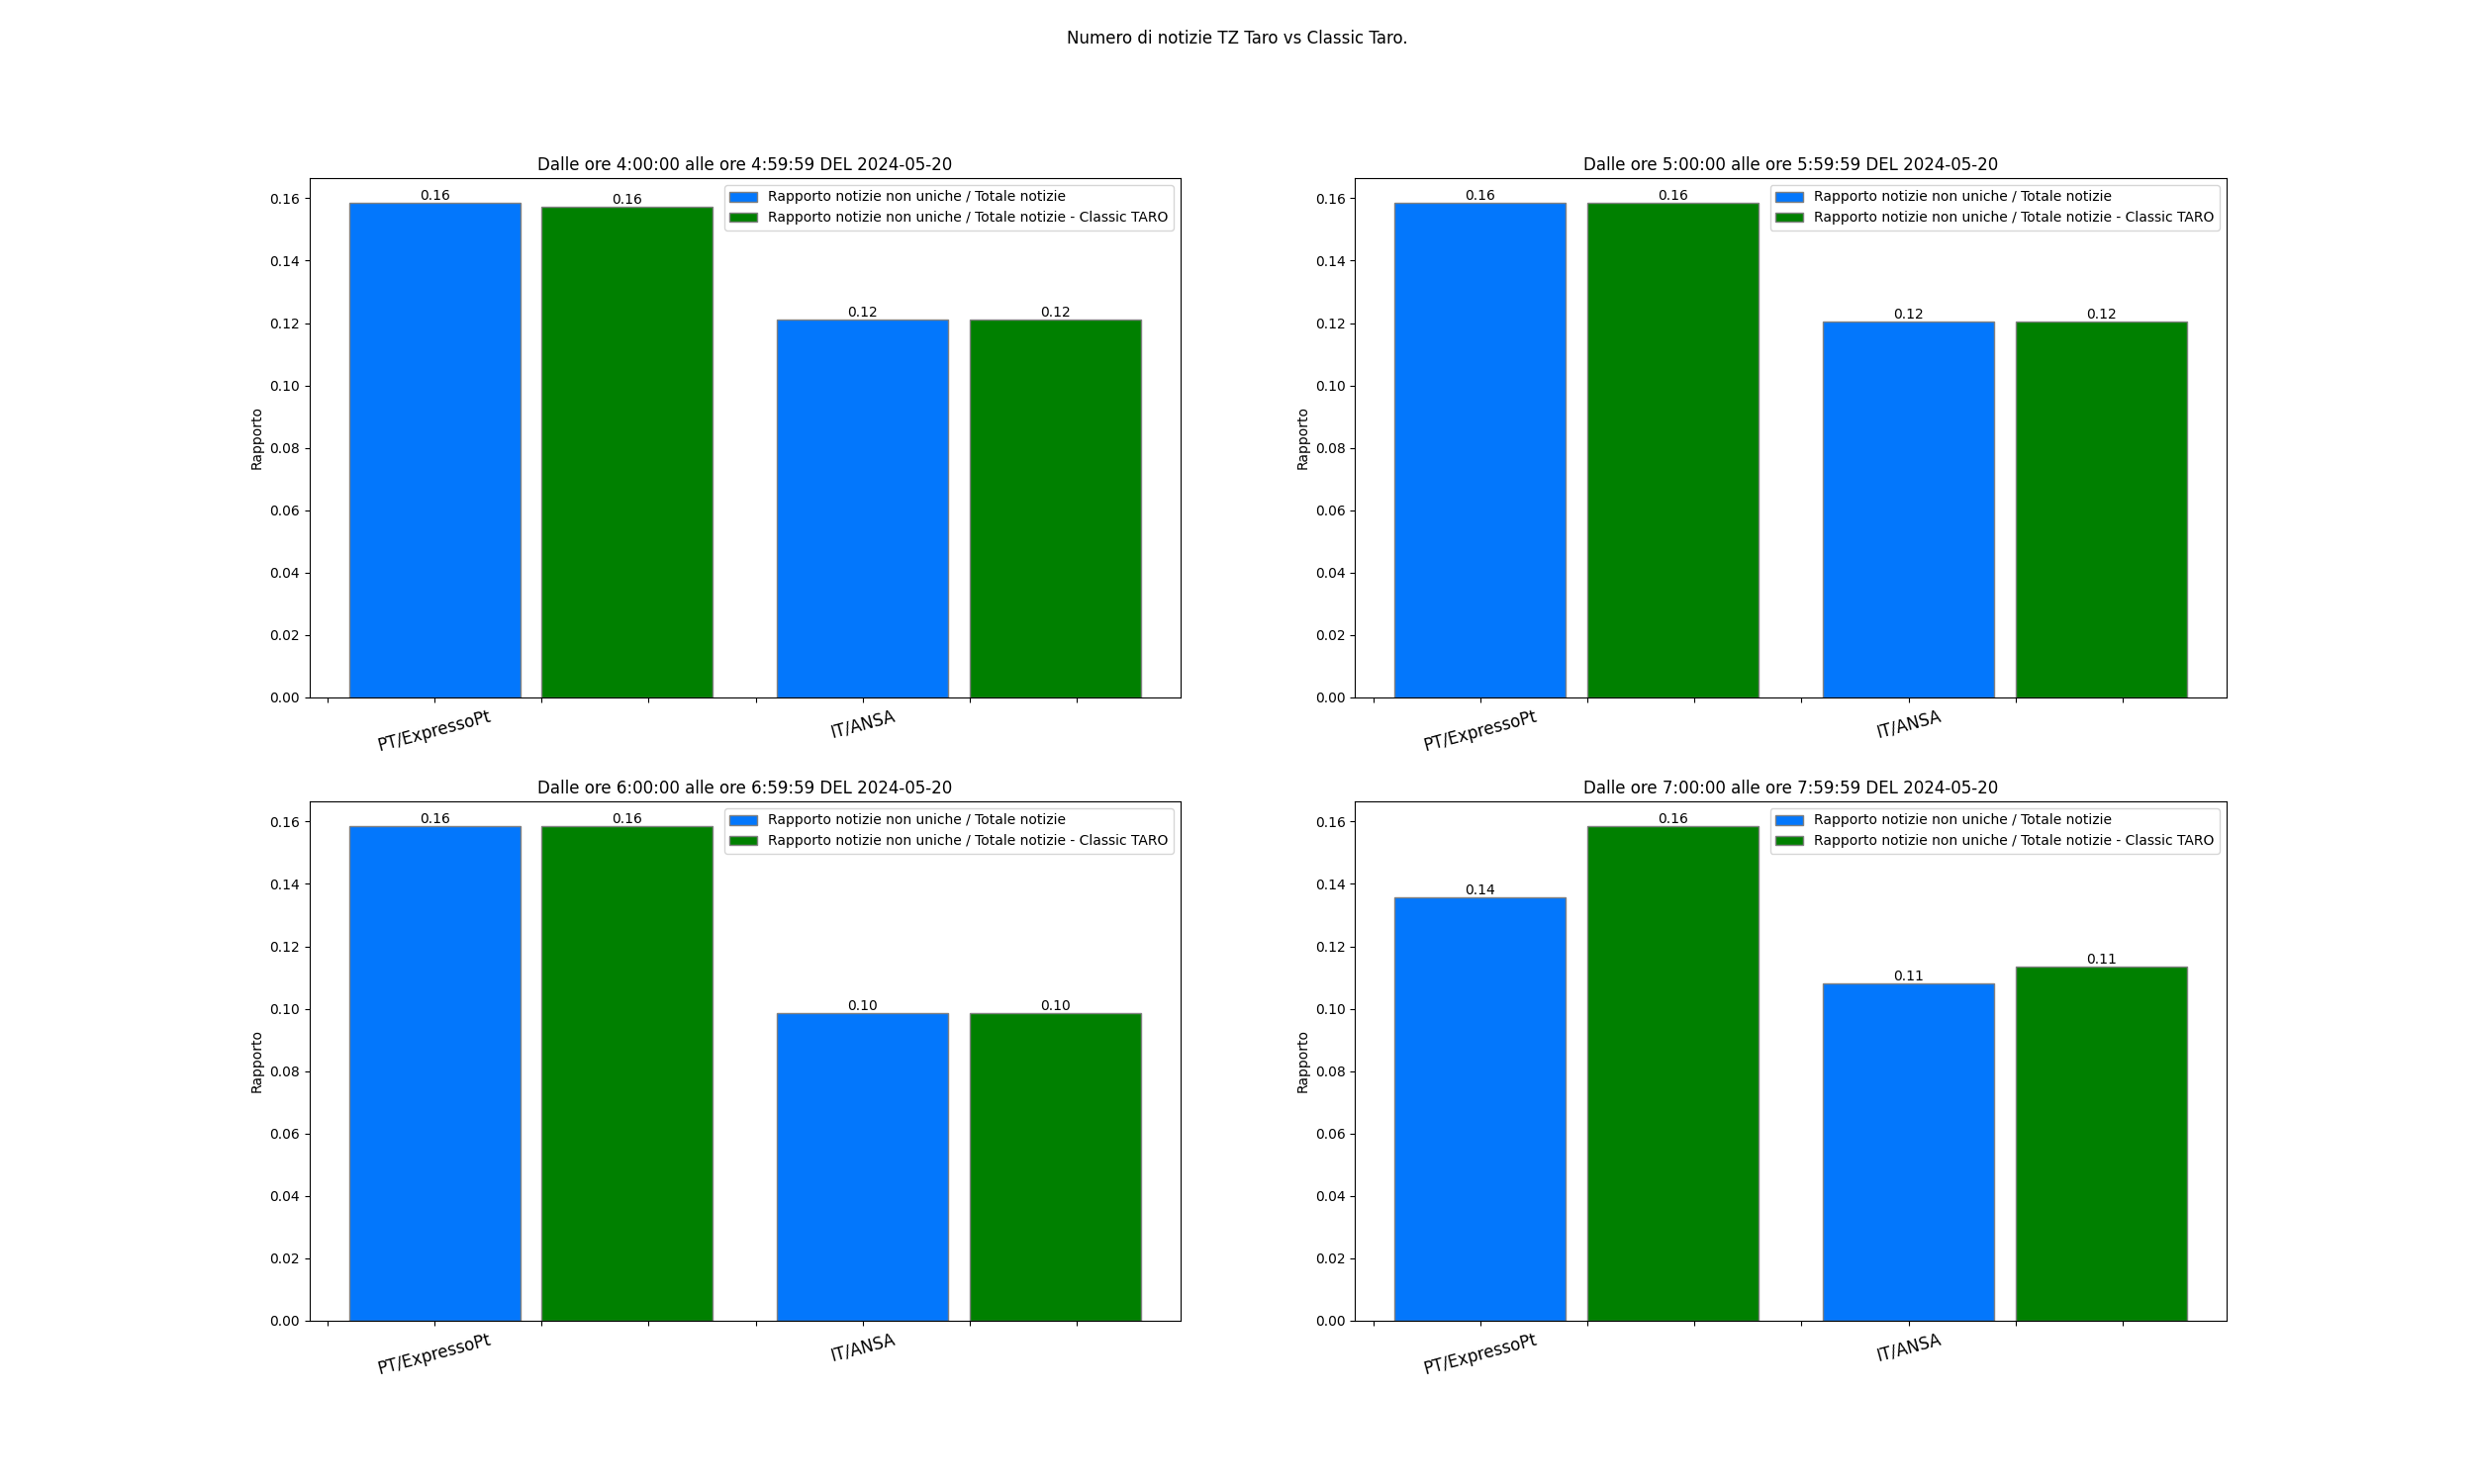 Numero di notizie TZ Taro vs Classic Taro.
Dalle ore 4:00:00 alle ore 4:59:59 DEL 2024-05-20
Rapporto notizie non uniche / Totale notizie
Rapporto notizie non uniche / Totale notizie - Classic TARO
0.16
0.16
0.12
0.12
0.16
0.14
0.12
0.10
0.08
0.06
0.04
0.02
0.00
Rapporto
PT/ExpressoPt
IT/ANSA
Dalle ore 5:00:00 alle ore 5:59:59 DEL 2024-05-20
Rapporto notizie non uniche / Totale notizie
Rapporto notizie non uniche / Totale notizie - Classic TARO
0.16
0.16
0.12
0.12
0.16
0.14
0.12
0.10
0.08
0.06
0.04
0.02
0.00
Rapporto
PT/ExpressoPt
IT/ANSA
Dalle ore 6:00:00 alle ore 6:59:59 DEL 2024-05-20
Rapporto notizie non uniche / Totale notizie
Rapporto notizie non uniche / Totale notizie - Classic TARO
0.16
0.16
0.10
0.10
0.16
0.14
0.12
0.10
0.08
0.06
0.04
0.02
0.00
Rapporto
PT/ExpressoPt
IT/ANSA
Dalle ore 7:00:00 alle ore 7:59:59 DEL 2024-05-20
Rapporto notizie non uniche / Totale notizie
Rapporto notizie non uniche / Totale notizie - Classic TARO
0.14
0.16
0.11
0.11
0.16
0.14
0.12
0.10
0.08
0.06
0.04
0.02
0.00
Rapporto
PT/ExpressoPt
IT/ANSA